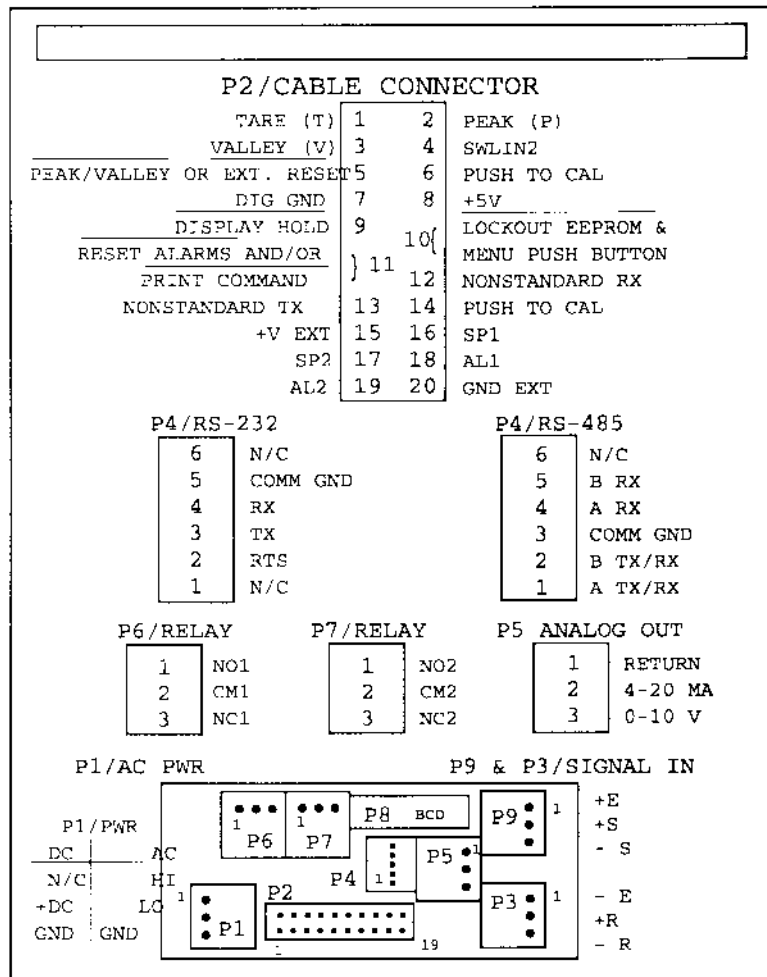 P2/CABLE CONNECTOR
TARE (T) 1 2 PEAK (P)
VALLEY (V) 3 4 SWLIN2
PEAK/VALLEY OR EXT. RESET 5 6 PUSH TO CAL
DIG GND 7 8 +5V
DISPLAY HOLD 9 LOCKOUT EEPROM &
10{
RESET ALARMS AND/OR MENU PUSH BUTTON
} 11
PRINT COMMAND 12 NONSTANDARD RX
NONSTANDARD TX 13 14 PUSH TO CAL
+V EXT 15 16 SP1
SP2 17 18 AL1
AL2 19 20 GND EXT
P4/RS-232
6 N/C
5 COMM GND
4 RX
3 TX
2 RTS
1 N/C
P4/RS-485
6 N/C
5 B RX
4 A RX
3 COMM GND
2 B TX/RX
1 A TX/RX
P6/RELAY
1 NO1
2 CM1
3 NC1
P7/RELAY
1 NO2
2 CM2
3 NC2
P5 ANALOG OUT
1 RETURN
2 4-20 MA
3 0-10 V
P1/AC PWR
P9 & P3/SIGNAL IN
P1/PWR
DC AC
N/C HI
+DC LO
GND GND
1 P6
1 P7
P8 BCD
P9 1
+E
+S
- S
P4 1
P5 1
P2
1 19
1 P1
P3 1
- E
+R
- R